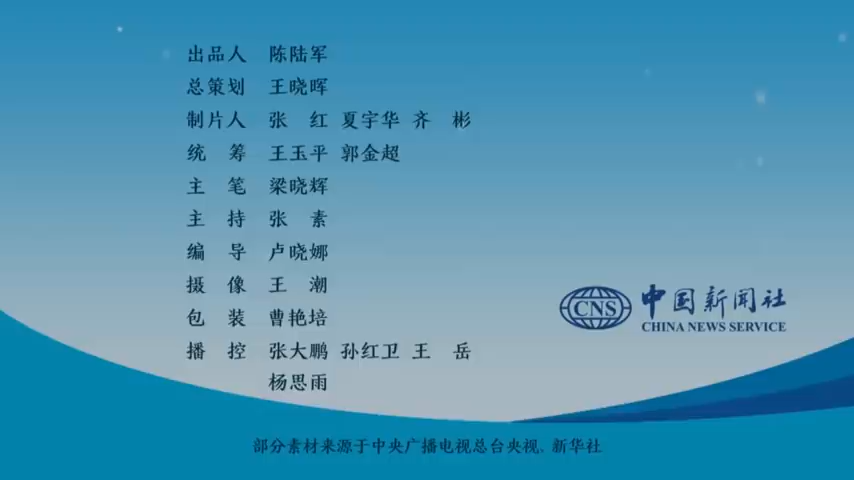 出品人 陈陆军
总策划 王晓晖
制片人 张 红 夏宇华 齐 彬
统 筹 王玉平 郭金超
主 笔 梁晓辉
主 持 张 素
编 导 卢晓娜
摄 像 王 潮
包 装 曹艳培
播 控 张大鹏 孙红卫 王 岳
杨思雨
CNS 中国新闻社
CHINA NEWS SERVICE
部分素材来源于中央广播电视总台央视、新华社